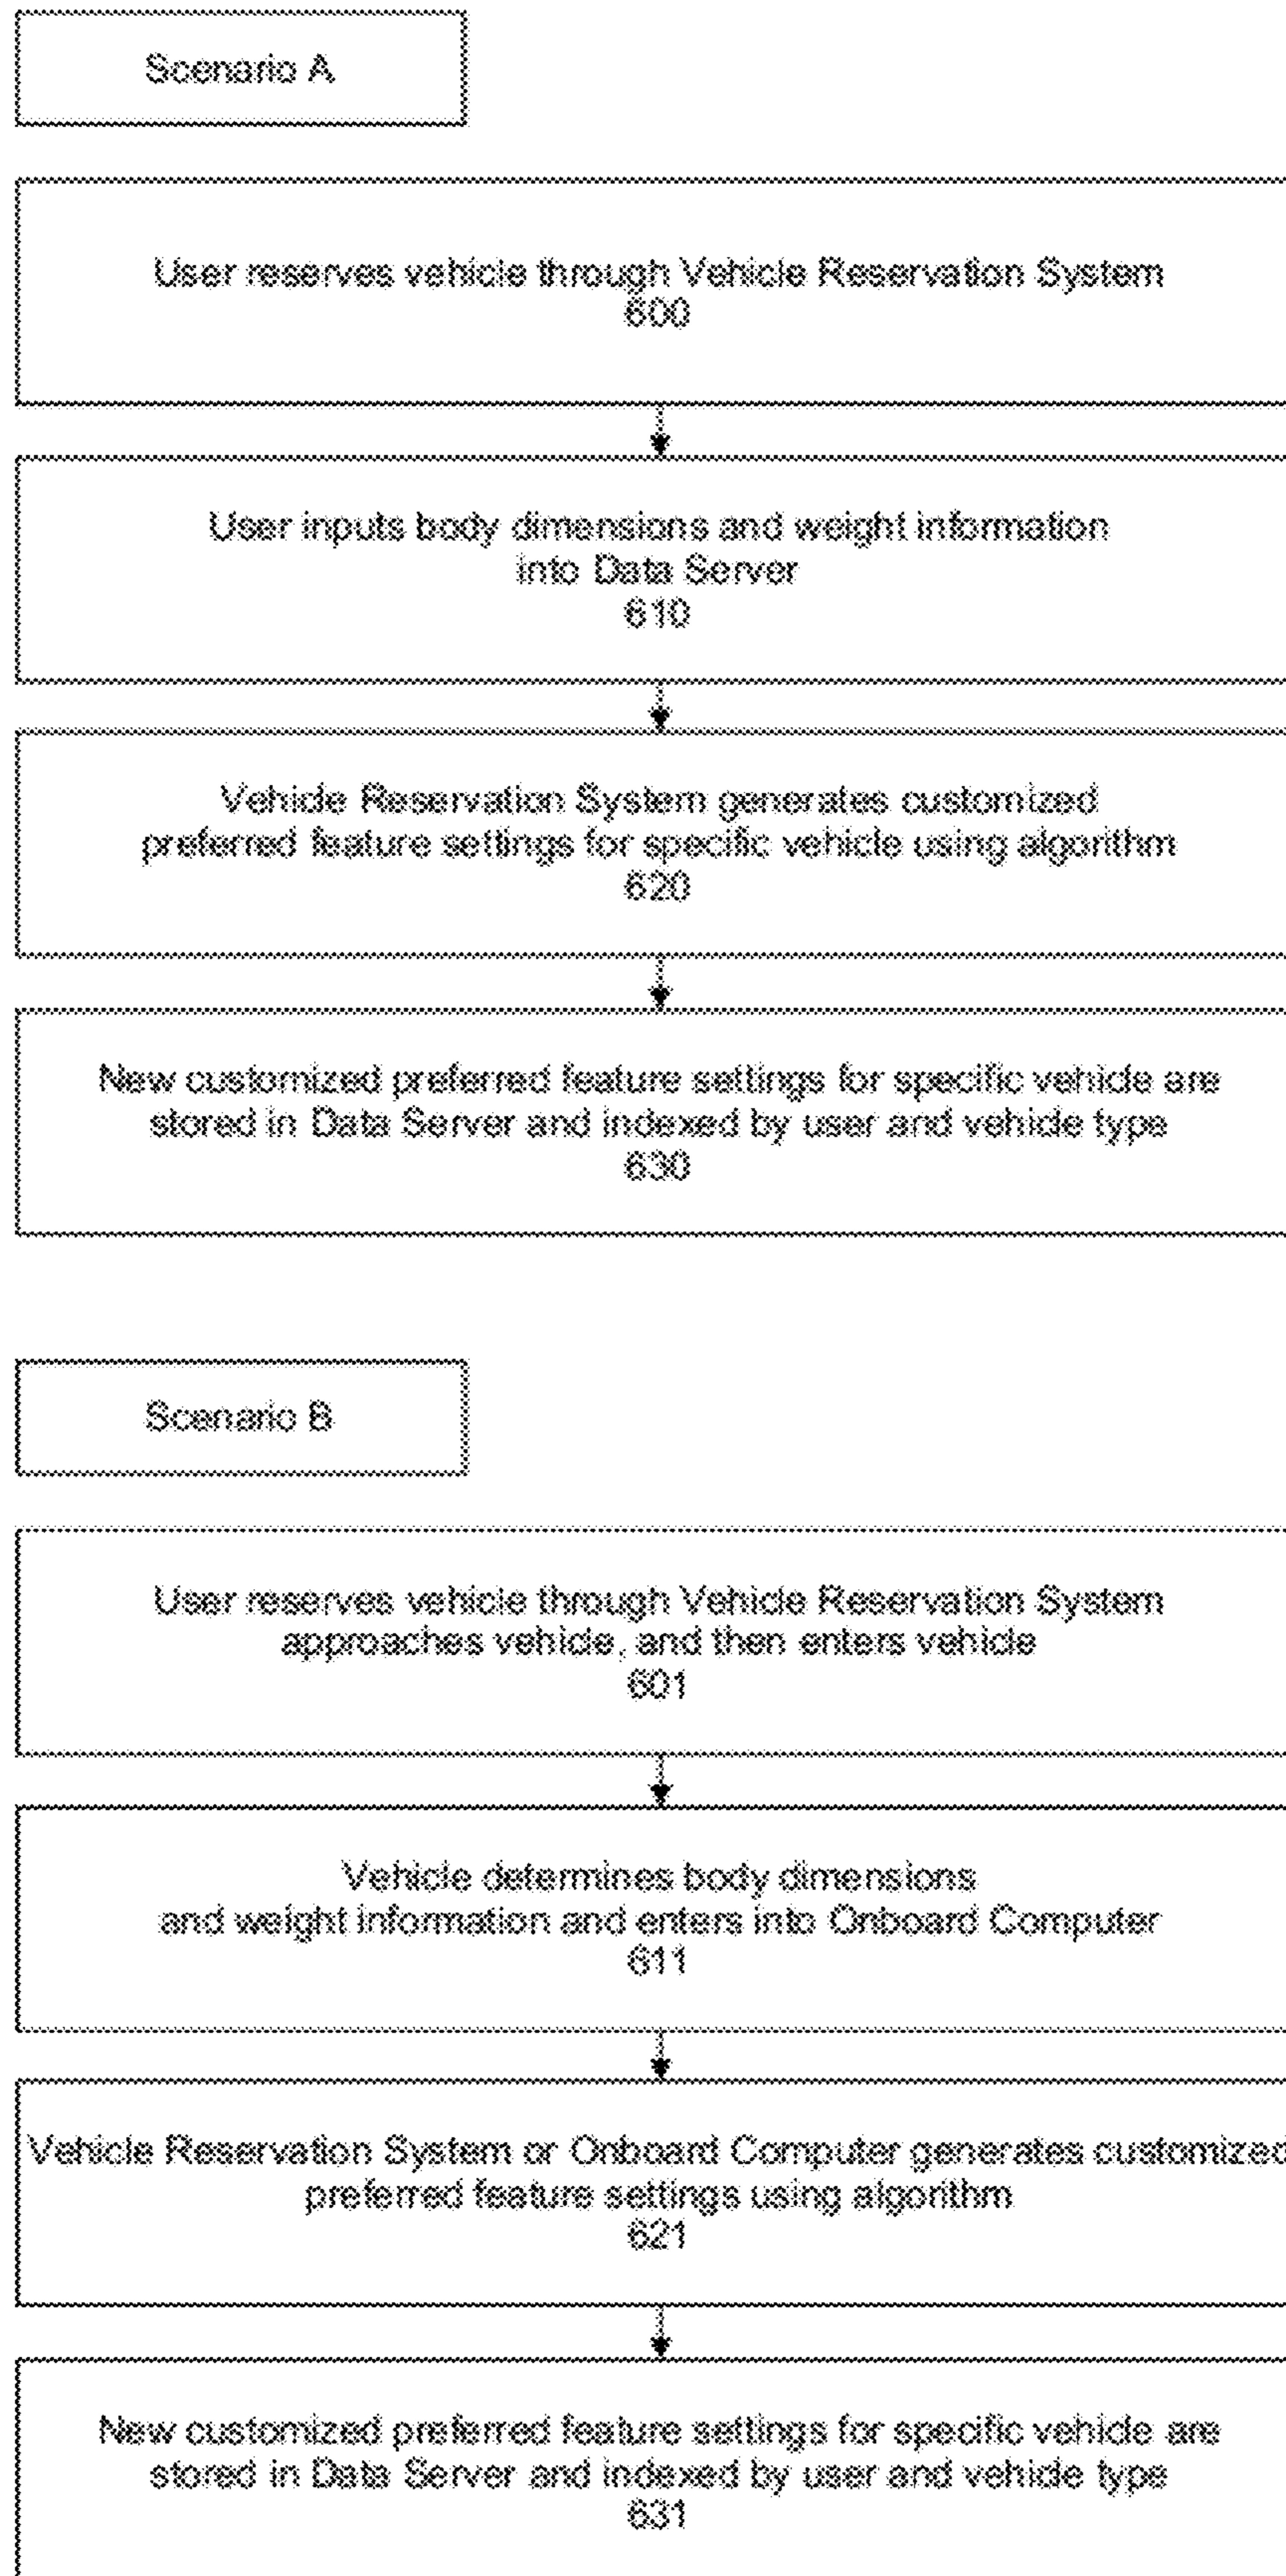 Scenario A
User reserves vehicle through Vehicle Reservation System
600
User inputs body dimensions and weight information
into Data Server
610
Vehicle Reservation System generates customized
preferred feature settings for specific vehicle using algorithm
620
New customized preferred feature settings for specific vehicle are
stored in Data Server and indexed by user and vehicle type
630
Scenario B
User reserves vehicle through Vehicle Reservation System
approaches vehicle, and then enters vehicle
601
Vehicle determines body dimensions
and weight information and enters into Onboard Computer
611
Vehicle Reservation System or Onboard Computer generates customized
preferred feature settings using algorithm
621
New customized preferred feature settings for specific vehicle are
stored in Data Server and indexed by user and vehicle type
631